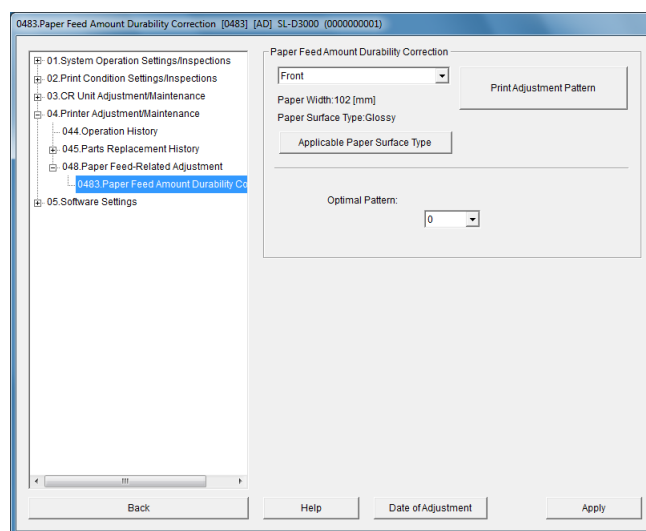 0483.Paper Feed Amount Durability Correction [0483] [AD] SL-D3000 (0000000001)
01.System Operation Settings/Inspections
02.Print Condition Settings/Inspections
03.CR Unit Adjustment/Maintenance
04.Printer Adjustment/Maintenance
044.Operation History
045.Parts Replacement History
048.Paper Feed-Related Adjustment
0483.Paper Feed Amount Durability Co
05.Software Settings
Paper Feed Amount Durability Correction
Front
Print Adjustment Pattern
Paper Width:102 [mm]
Paper Surface Type:Glossy
Applicable Paper Surface Type
Optimal Pattern:
0
Back
Help
Date of Adjustment
Apply